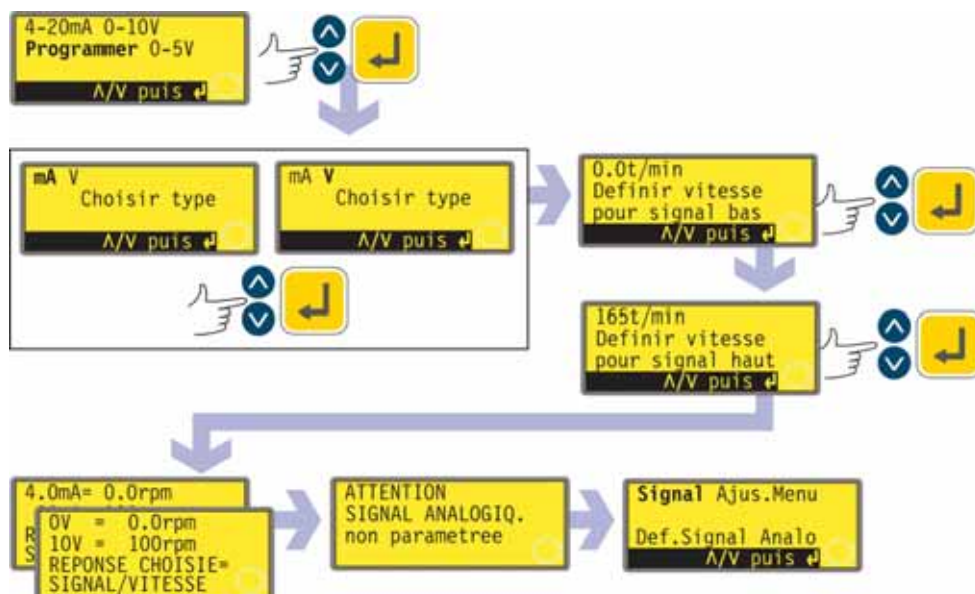 4-20mA 0-10V
Programmer 0-5V
Λ/V puis ↲
mA V
Choisir type
Λ/V puis ↲
mA V
Choisir type
Λ/V puis ↲
0.0t/min
Definir vitesse
pour signal bas
Λ/V puis ↲
165t/min
Definir vitesse
pour signal haut
Λ/V puis ↲
4.0mA= 0.0rpm
R
S
0V = 0.0rpm
10V = 100rpm
REPONSE CHOISIE=
SIGNAL/VITESSE
ATTENTION
SIGNAL ANALOGIQ.
non parametree
Signal Ajus.Menu
Def.Signal Analo
Λ/V puis ↲